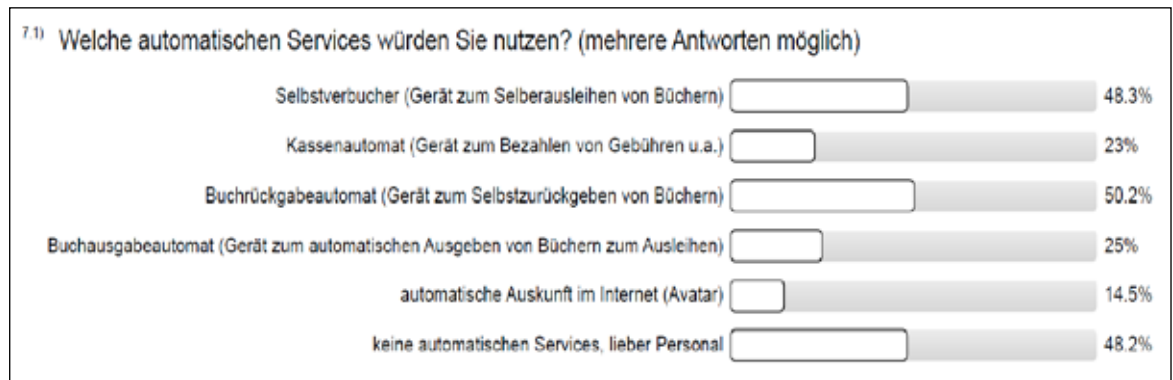 7.1) Welche automatischen Services würden Sie nutzen? (mehrere Antworten möglich)
Selbstverbucher (Gerät zum Selberausleihen von Büchern) 48.3%
Kassenautomat (Gerät zum Bezahlen von Gebühren u.a.) 23%
Buchrückgabeautomat (Gerät zum Selbstzurückgeben von Büchern) 50.2%
Buchausgabeautomat (Gerät zum automatischen Ausgeben von Büchern zum Ausleihen) 25%
automatische Auskunft im Internet (Avatar) 14.5%
keine automatischen Services, lieber Personal 48.2%